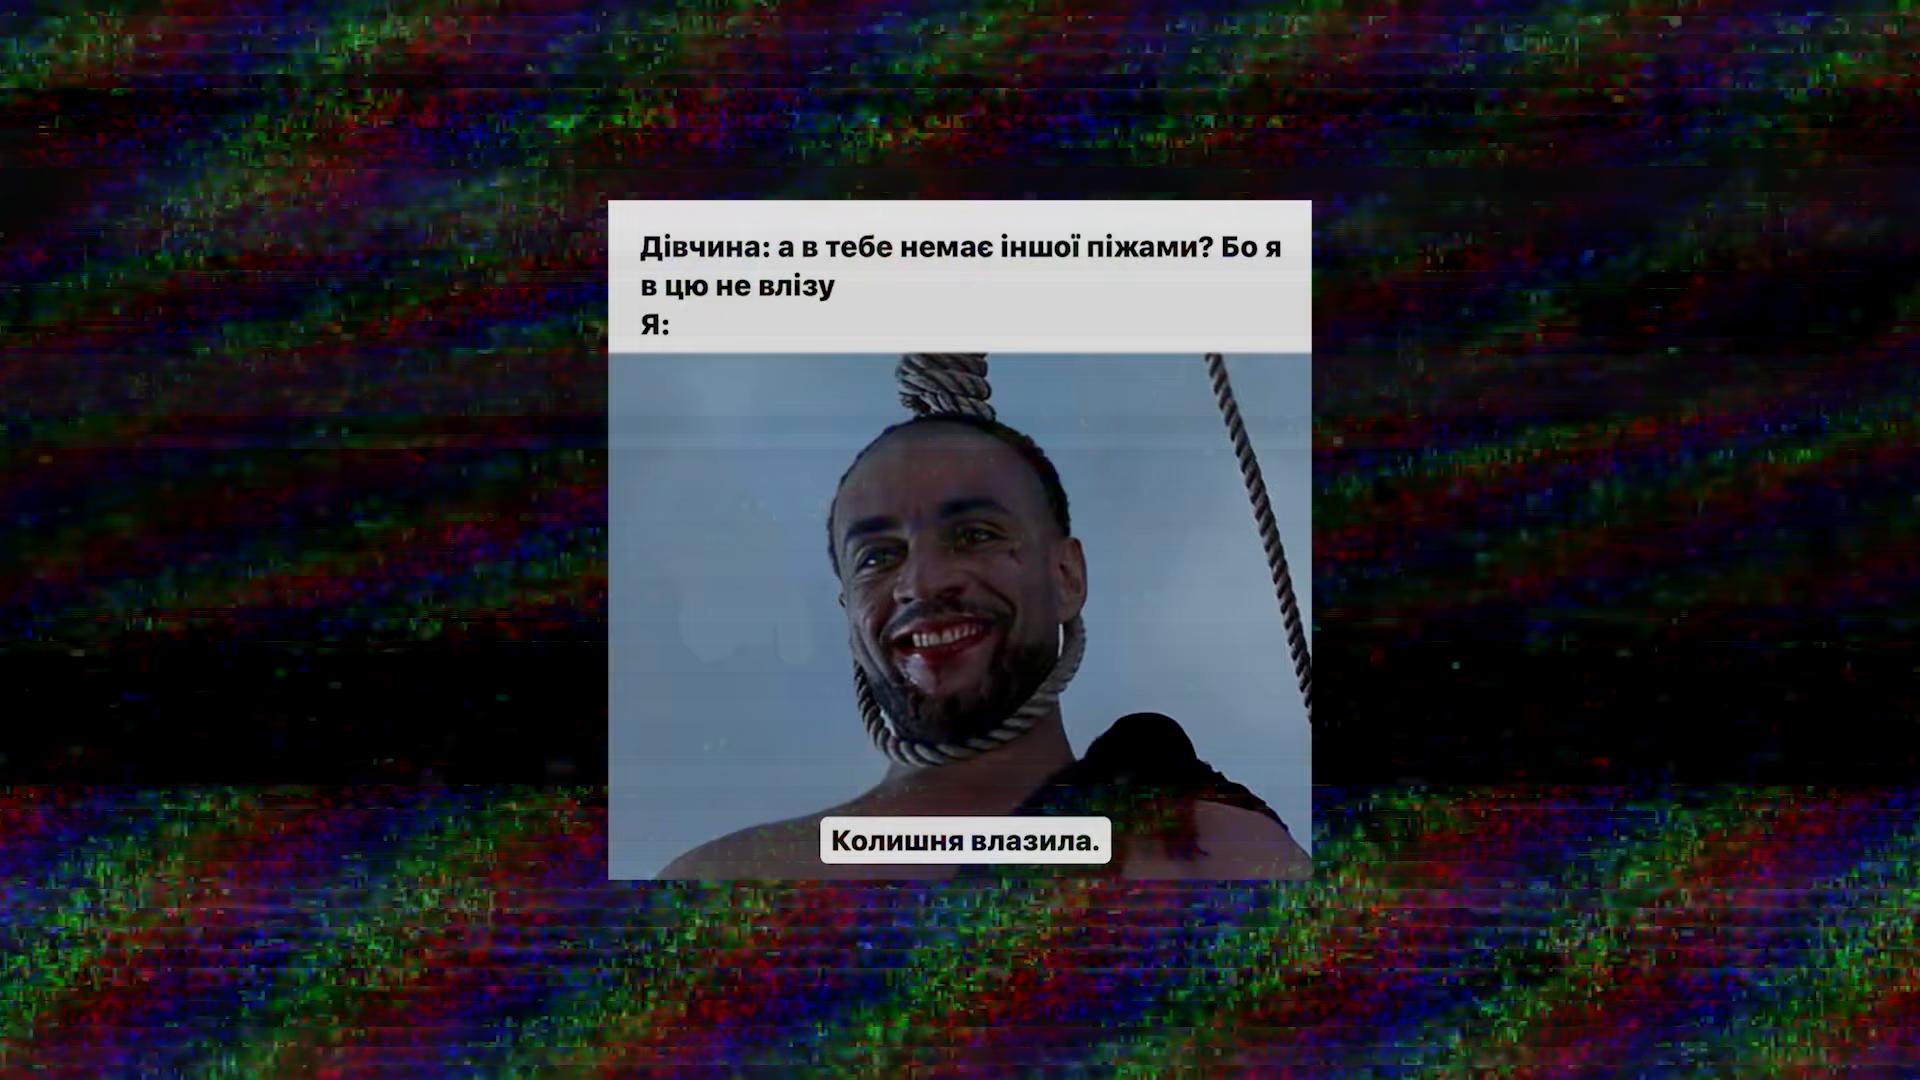 Дівчина: а в тебе немає іншої піжами? Бо я
в цю не влізу
Я:
Колишня влазила.